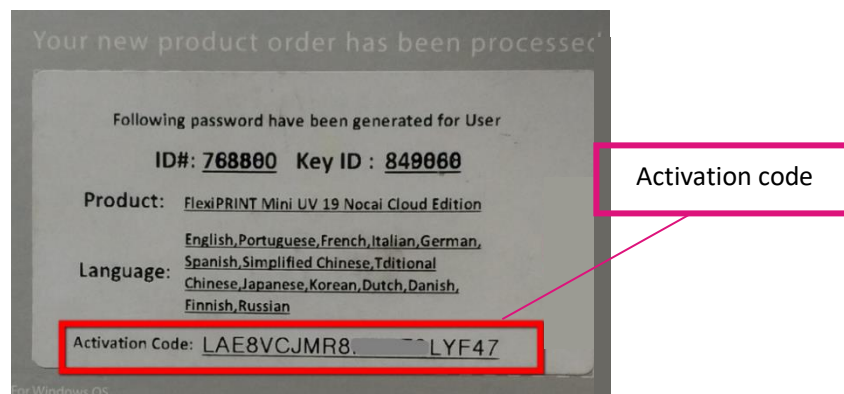 Your new product order has been processed
Following password have been generated for User
ID#: 768800 Key ID : 849060
Product: FlexiPRINT Mini UV 19 Nocai Cloud Edition
English,Portuguese,French,Italian,German,
Language: Spanish,Simplified Chinese,Tditional
Chinese,Japanese,Korean,Dutch,Danish,
Finnish,Russian
Activation Code: LAE8VCJMR8 LYF47
For Windows OS
Activation code